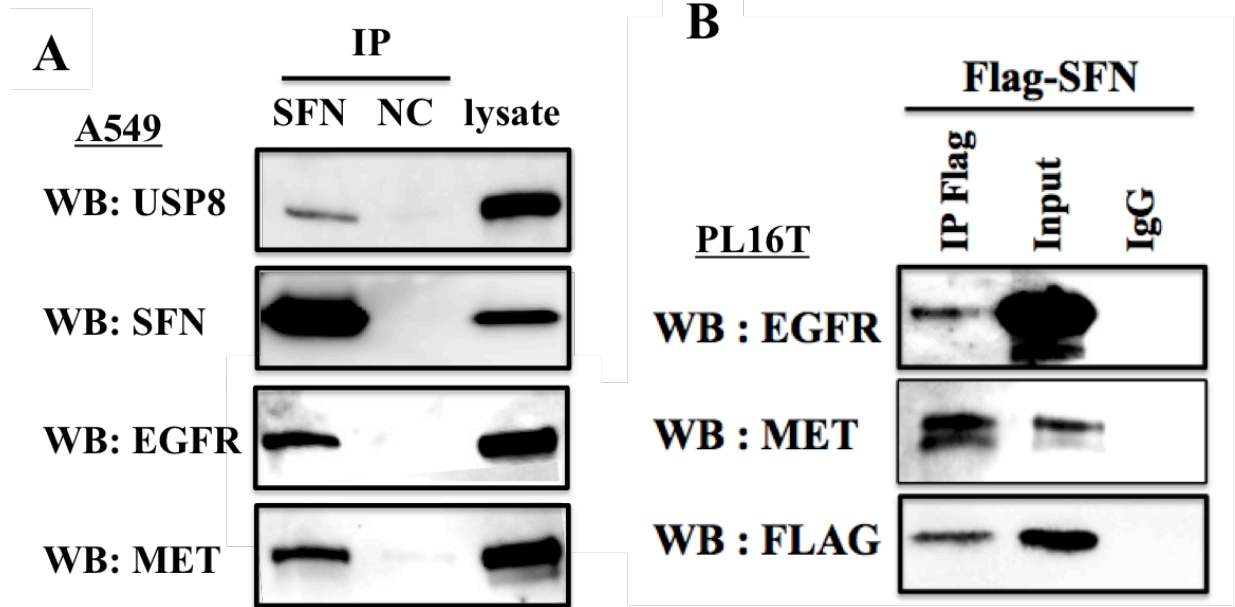 A
IP
SFN NC lysate
A549
WB: USP8
WB: SFN
WB: EGFR
WB: MET
B
Flag-SFN
IP Flag
Input
IgG
PL16T
WB : EGFR
WB : MET
WB : FLAG